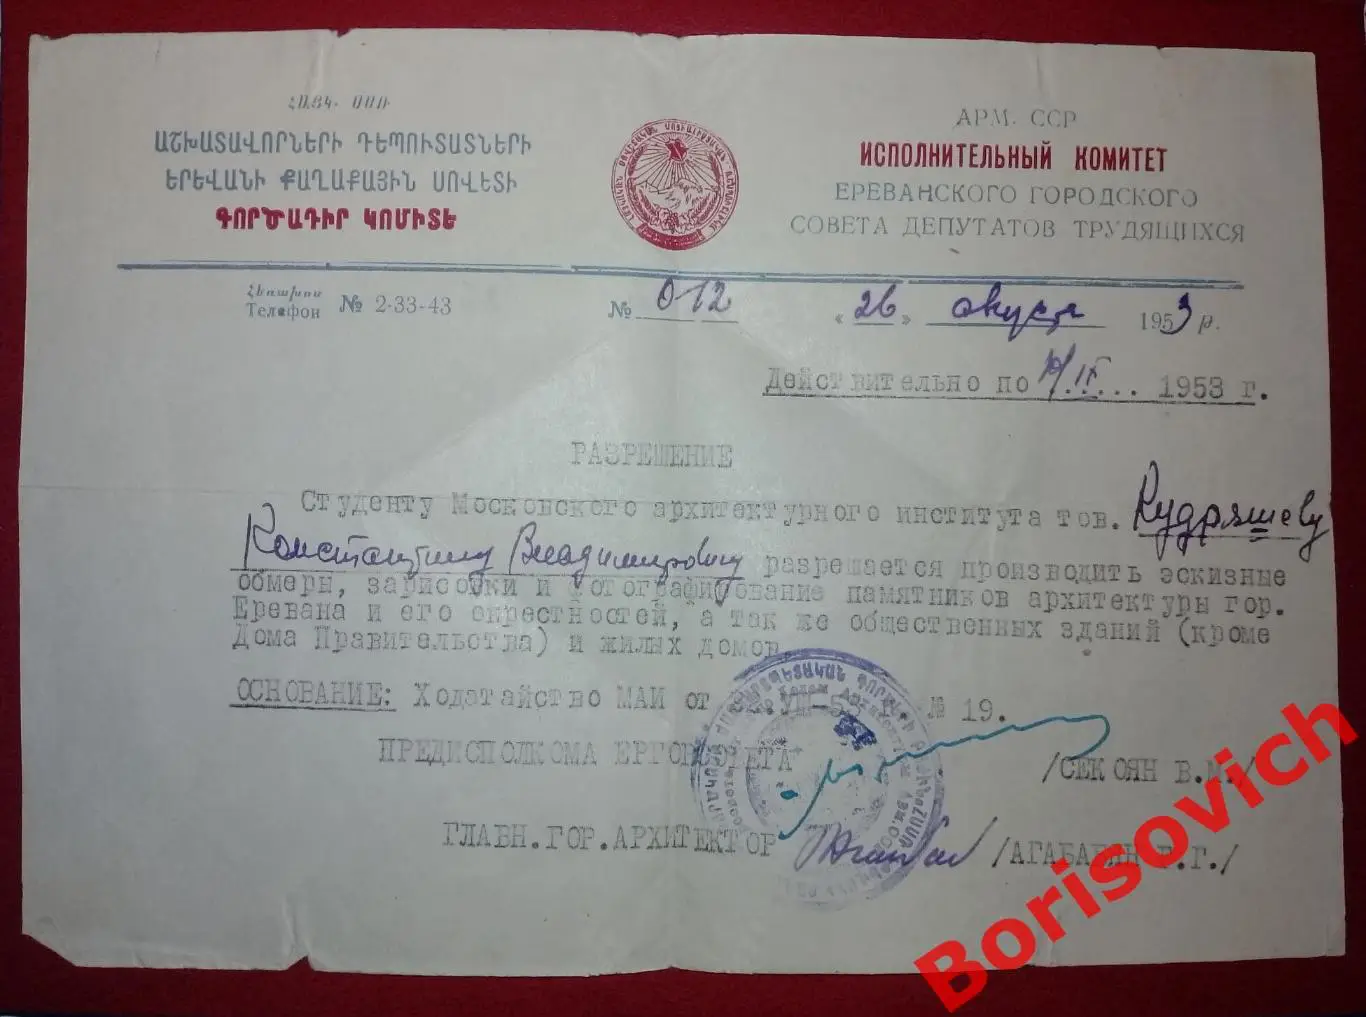 ՀԱՅԿ. ՍՍՌ
ԱՇԽԱՏԱՎՈՐՆԵՐԻ ԴԵՊՈՒՏԱՏՆԵՐԻ
ԵՐԵՎԱՆԻ ՔԱՂԱՔԱՅԻՆ ՍՈՎԵՏԻ
ԳՈՐԾԱԴԻՐ ԿՈՄԻՏԵ
АРМ. ССР
ИСПОЛНИТЕЛЬНЫЙ КОМИТЕТ
ЕРЕВАНСКОГО ГОРОДСКОГО
СОВЕТА ДЕПУТАТОВ ТРУДЯЩИХСЯ
Հեռախոս
Телефон № 2-33-43
№ 012 « 26 » августа 1953 թ.
Действительно по /IX... 1953 г.
РАЗРЕШЕНИЕ
Студенту Московского архитектурного института тов. Кудряшеву
Константину Владимировичу разрешается производить эскизные
обмеры, зарисовки и фотографирование памятников архитектуры гор.
Еревана и его окрестностей, а так же общественных зданий (кроме
Дома Правительства) и жилых домов.
ОСНОВАНИЕ: Ходатайство МАИ от № 19.
ПРЕДИСПОЛКОМА ЕРГОРСОВЕТА /СЕКОЯН В.М./
ГЛАВН.ГОР.АРХИТЕКТОР /АГАБАБЯН Г.Г./
Borisovich